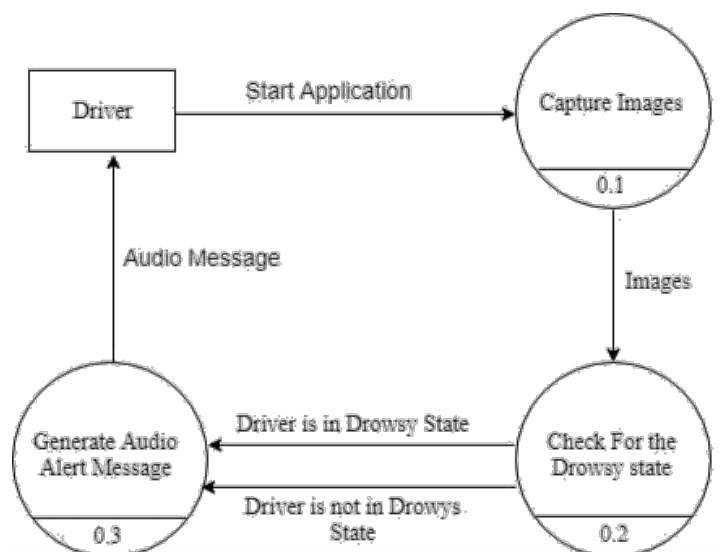 Driver
Start Application
Capture Images
0.1
Audio Message
Images
Generate Audio
Alert Message
0.3
Driver is in Drowsy State
Driver is not in Drowys
State
Check For the
Drowsy state
0.2